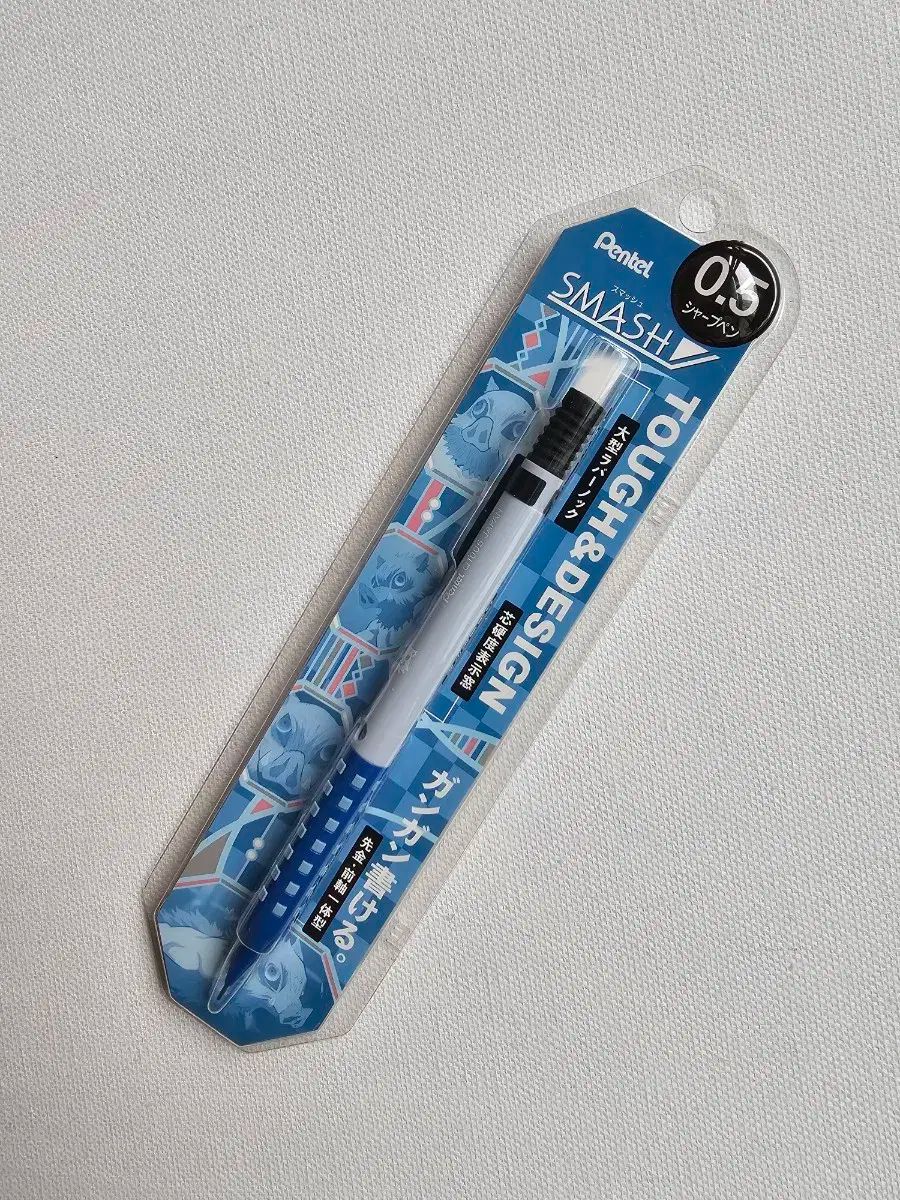 Pentel
スマッシュ
SMASH
0.5
シャープペン
TOUGH&DESIGN
大型ラバーノック
芯硬度表示窓
ガンガン書ける。
先金・前軸一体型
Pentel